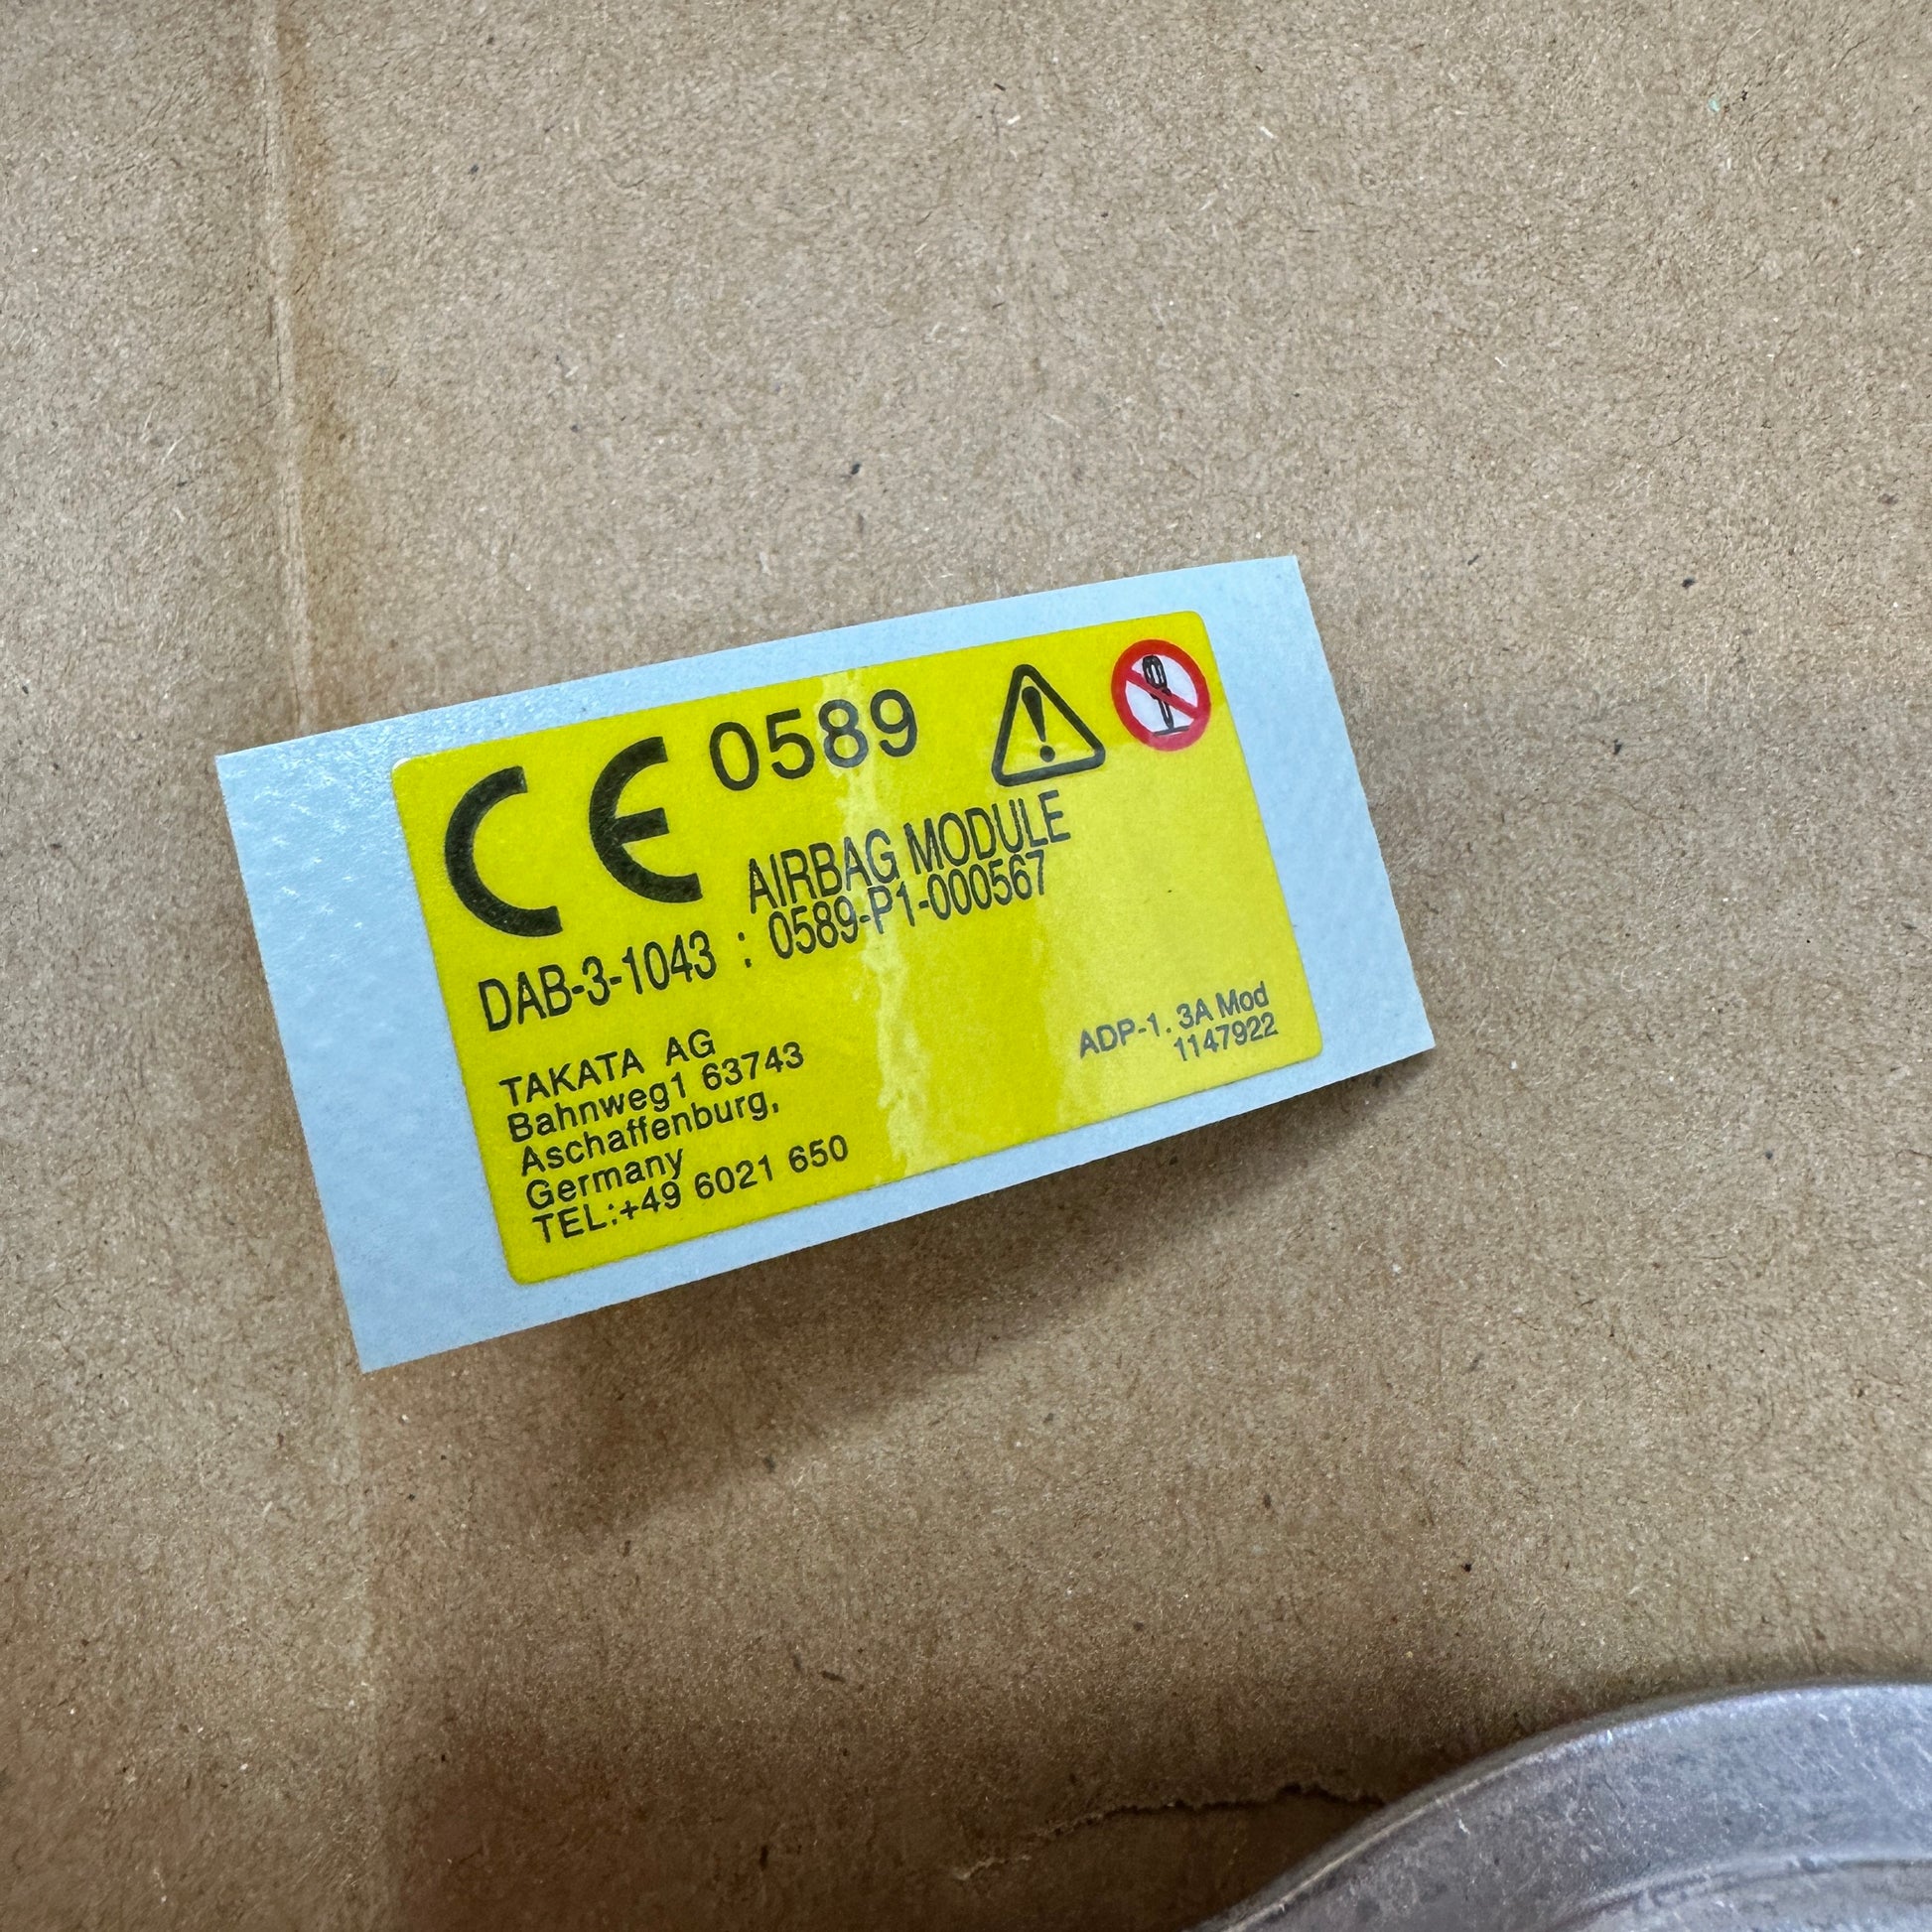 CE 0589
AIRBAG MODULE
DAB-3-1043 : 0589-P1-000567
TAKATA AG
Bahnweg1 63743
Aschaffenburg,
Germany
TEL:+49 6021 650
ADP-1. 3A Mod
1147922